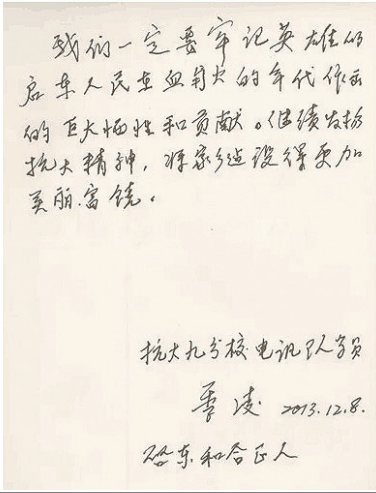 我们一定要牢记英雄的
启东人民在血与火的年代作出
的巨大牺牲和贡献。继续发扬
抗大精神，将家乡建设得更加
美丽.富饶。
抗大九分校电讯队学员
季凌 2013.12.8.
启东和合正人